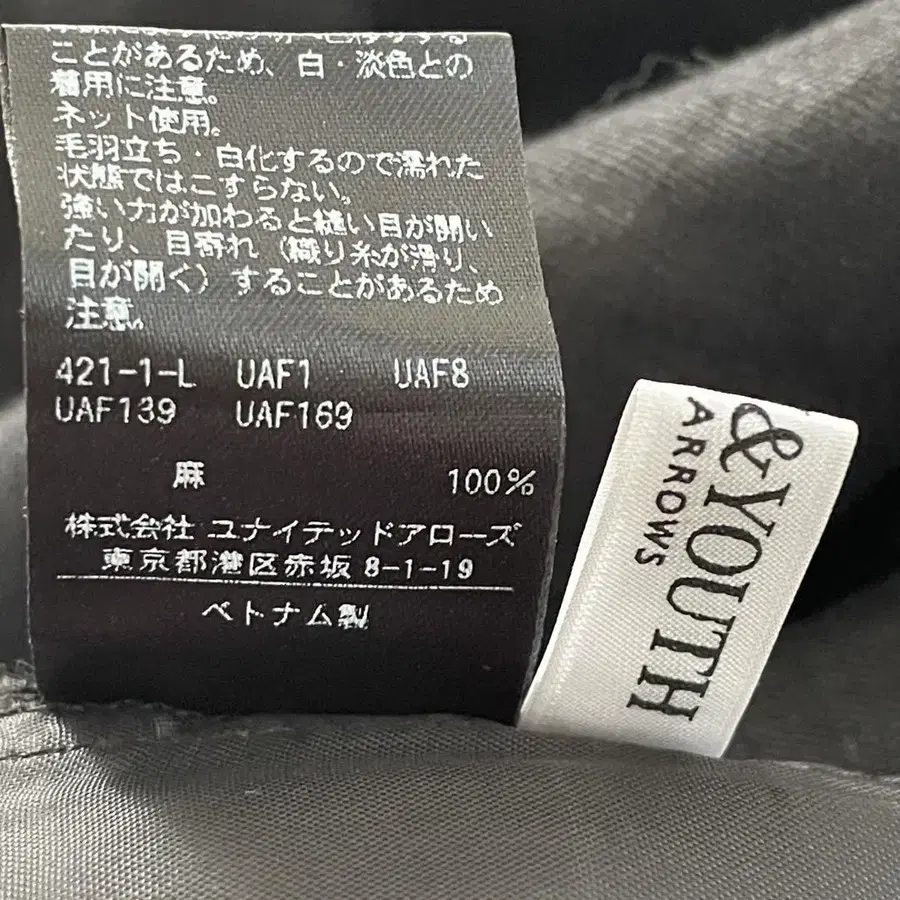 ことがあるため、白・淡色との
着用に注意。
ネット使用。
毛羽立ち・白化するので濡れた
状態ではこすらない。
強い力が加わると縫い目が開い
たり、目寄れ（織り糸が滑り、
目が開く）することがあるため
注意。
421-1-L UAF1 UAF8
UAF139 UAF169
麻 100%
株式会社 ユナイテッドアローズ
東京都港区赤坂 8-1-19
ベトナム製
&YOUTH
ARROWS